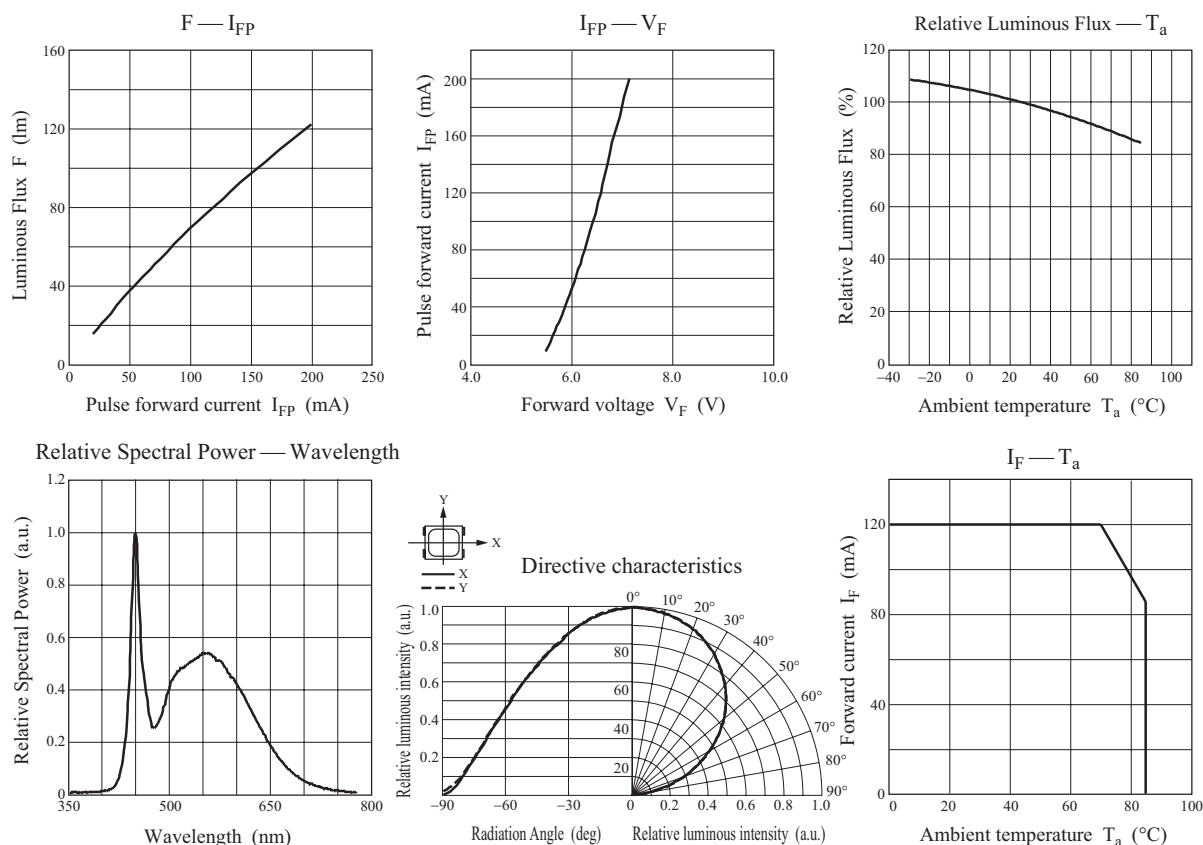 F — I_FP
160
120
80
40
0
0 50 100 150 200 250
Luminous Flux F (lm)
Pulse forward current I_FP (mA)
I_FP — V_F
200
160
120
80
40
0
4.0 6.0 8.0 10.0
Pulse forward current I_FP (mA)
Forward voltage V_F (V)
Relative Luminous Flux — T_a
120
100
80
60
40
20
0
–40 –20 0 20 40 60 80 100
Relative Luminous Flux (%)
Ambient temperature T_a (°C)
Relative Spectral Power — Wavelength
1.2
1.0
0.8
0.6
0.4
0.2
0
350 500 650 800
Relative Spectral Power (a.u.)
Wavelength (nm)
Y
X
X
Y
Directive characteristics
1.0
0.8
0.6
0.4
0.2
0
–90 –60 –30 0 0.2 0.4 0.6 0.8 1.0
80
60
40
20
0° 10° 20° 30° 40° 50° 60° 70° 80° 90°
Relative luminous intensity (a.u.)
Radiation Angle (deg) Relative luminous intensity (a.u.)
I_F — T_a
120
80
40
0
0 20 40 60 80 100
Forward current I_F (mA)
Ambient temperature T_a (°C)